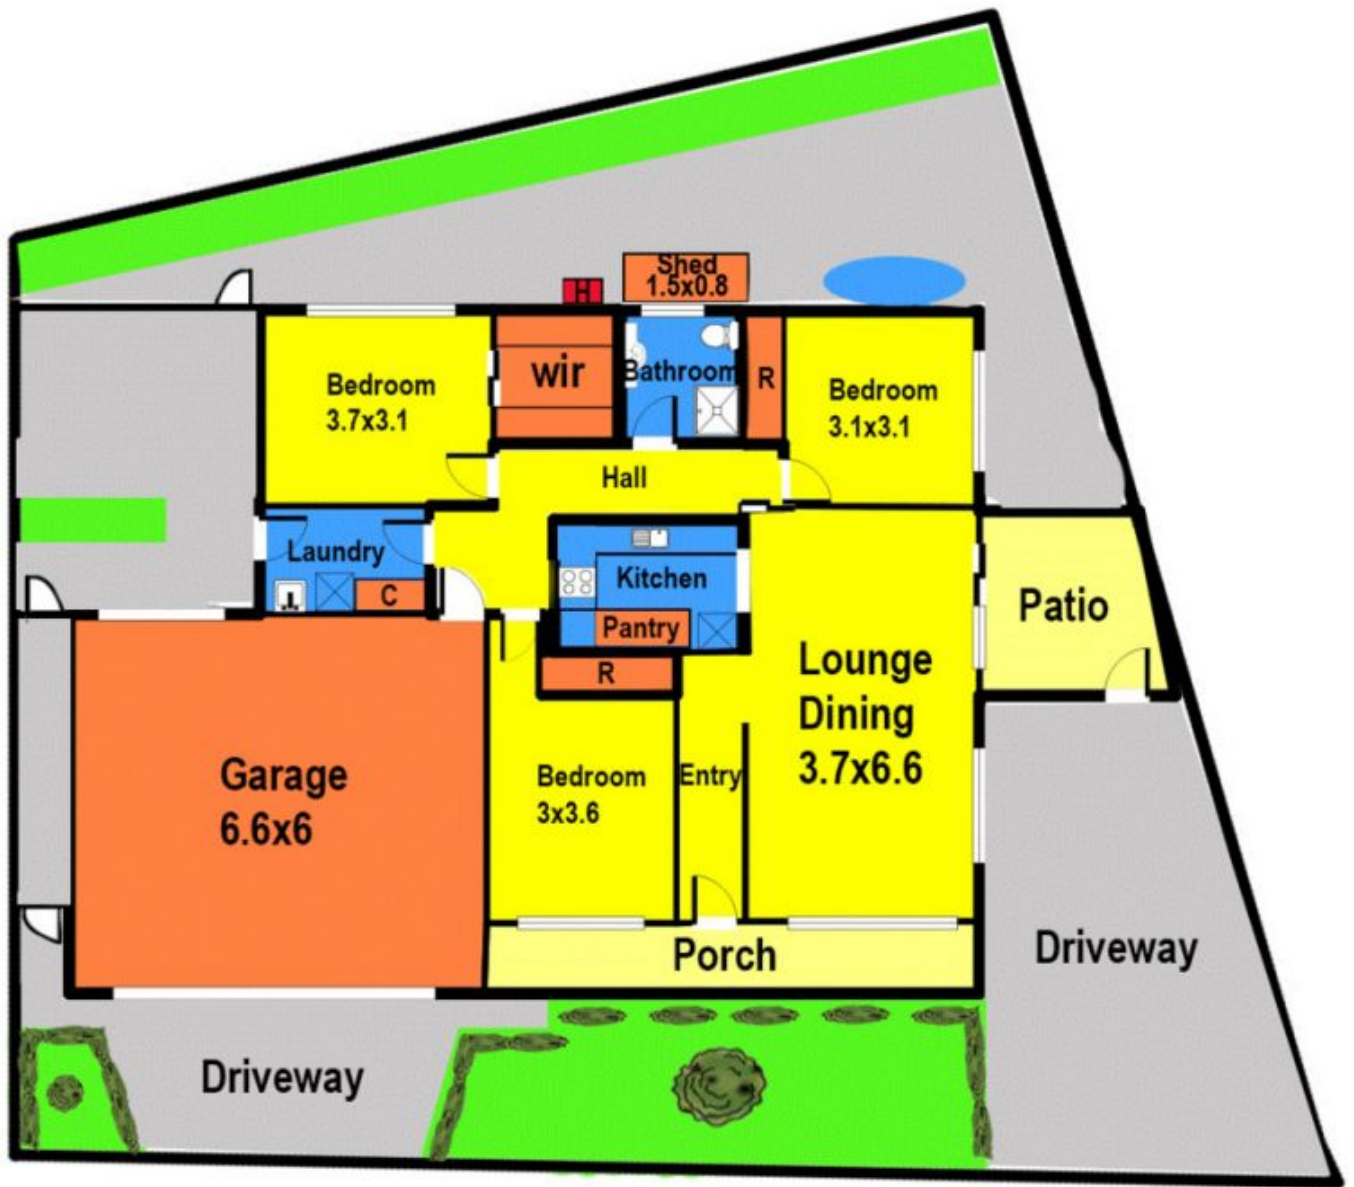 Shed
1.5x0.8
H
Bedroom
3.7x3.1
wir
Bathroom
R
Bedroom
3.1x3.1
Hall
Laundry
C
Kitchen
Pantry
R
Patio
Lounge
Dining
3.7x6.6
Garage
6.6x6
Bedroom
3x3.6
Entry
Porch
Driveway
Driveway